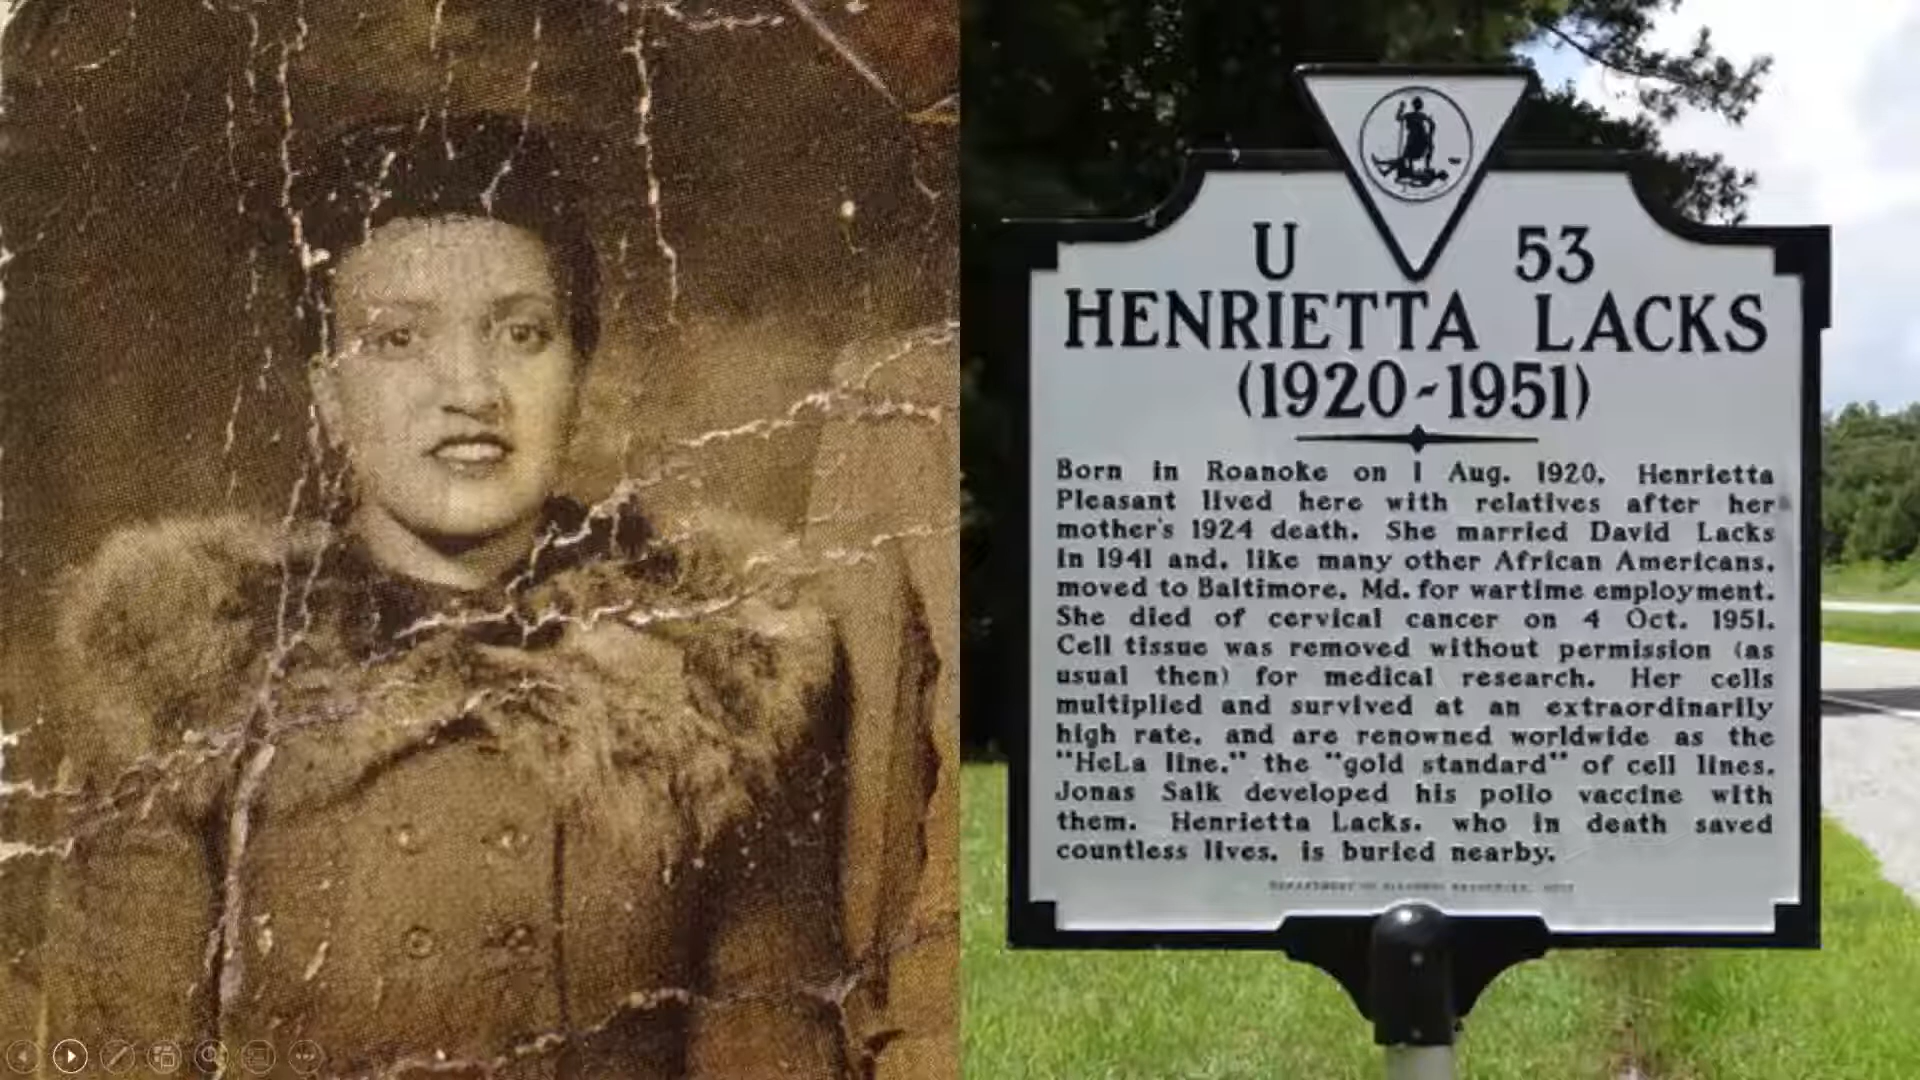 U 53
HENRIETTA LACKS
(1920-1951)
Born in Roanoke on 1 Aug. 1920, Henrietta
Pleasant lived here with relatives after her
mother's 1924 death. She married David Lacks
in 1941 and, like many other African Americans,
moved to Baltimore, Md. for wartime employment.
She died of cervical cancer on 4 Oct. 1951.
Cell tissue was removed without permission (as
usual then) for medical research. Her cells
multiplied and survived at an extraordinarily
high rate, and are renowned worldwide as the
"HeLa line," the "gold standard" of cell lines.
Jonas Salk developed his polio vaccine with
them. Henrietta Lacks, who in death saved
countless lives, is buried nearby.
DEPARTMENT OF HISTORIC RESOURCES,